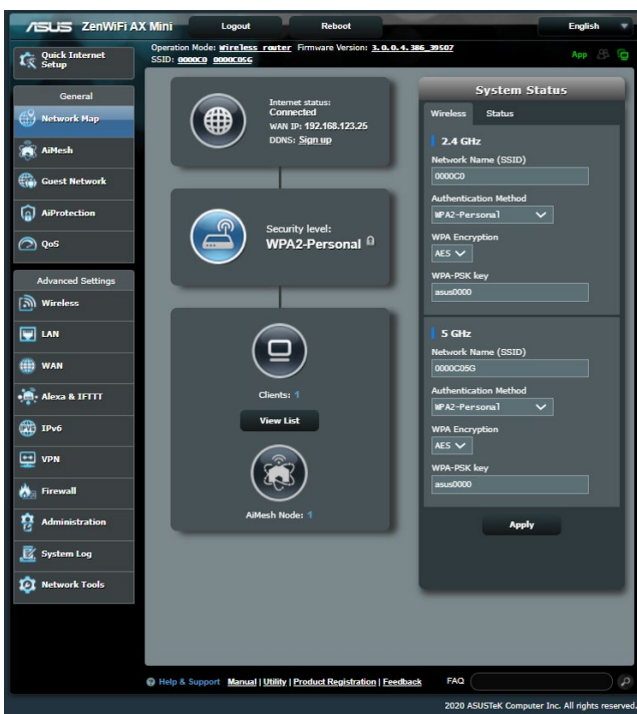 ASUS ZenWiFi AX Mini Logout Reboot English
Quick Internet Setup
Operation Mode: Wireless router Firmware Version: 3.0.0.4.386_39507
SSID: 0000C0 0000C05G
App
General
Network Map
AiMesh
Guest Network
AiProtection
QoS
Advanced Settings
Wireless
LAN
WAN
Alexa & IFTTT
IPv6
VPN
Firewall
Administration
System Log
Network Tools
Internet status:
Connected
WAN IP: 192.168.123.25
DDNS: Sign up
Security level:
WPA2-Personal
Clients: 1
View List
AiMesh Node: 1
System Status
Wireless Status
2.4 GHz
Network Name (SSID)
0000C0
Authentication Method
WPA2-Personal
WPA Encryption
AES
WPA-PSK key
asus0000
5 GHz
Network Name (SSID)
0000C05G
Authentication Method
WPA2-Personal
WPA Encryption
AES
WPA-PSK key
asus0000
Apply
Help & Support Manual | Utility | Product Registration | Feedback FAQ
2020 ASUSTeK Computer Inc. All rights reserved.